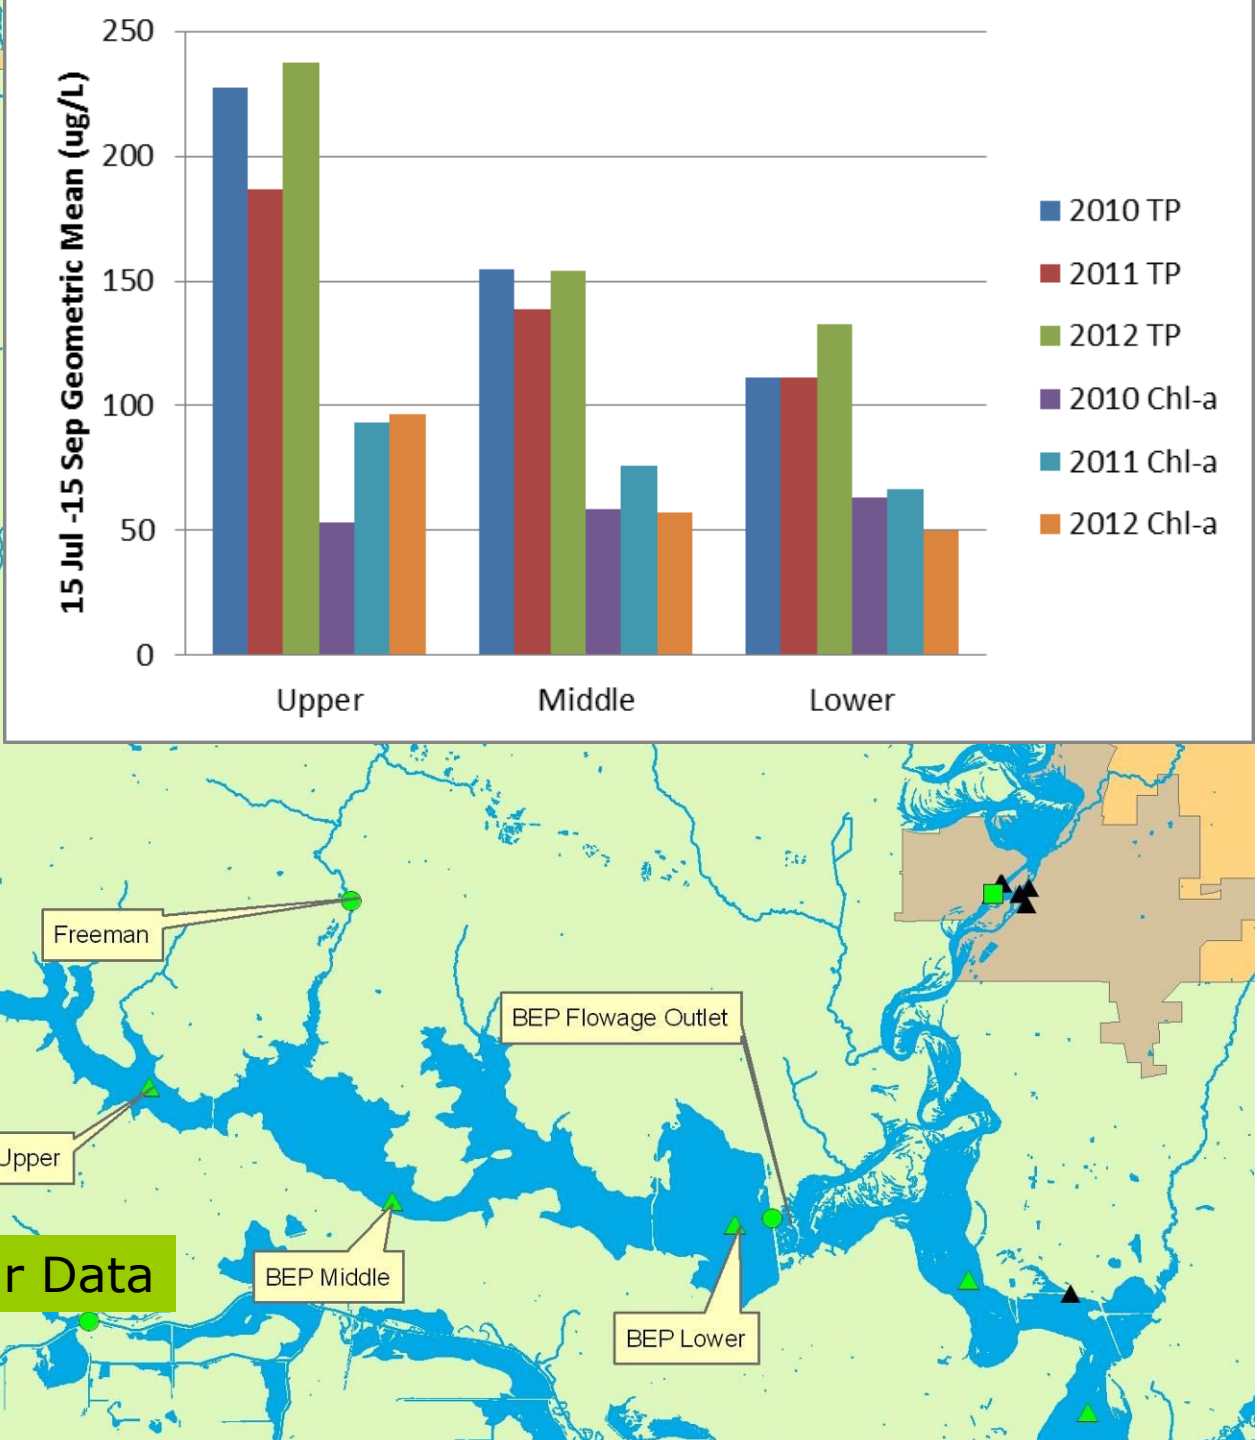 250
200
150
100
50
0
15 Jul -15 Sep Geometric Mean (ug/L)
Upper
Middle
Lower
2010 TP
2011 TP
2012 TP
2010 Chl-a
2011 Chl-a
2012 Chl-a
Freeman
BEP Flowage Outlet
Upper
r Data
BEP Middle
BEP Lower